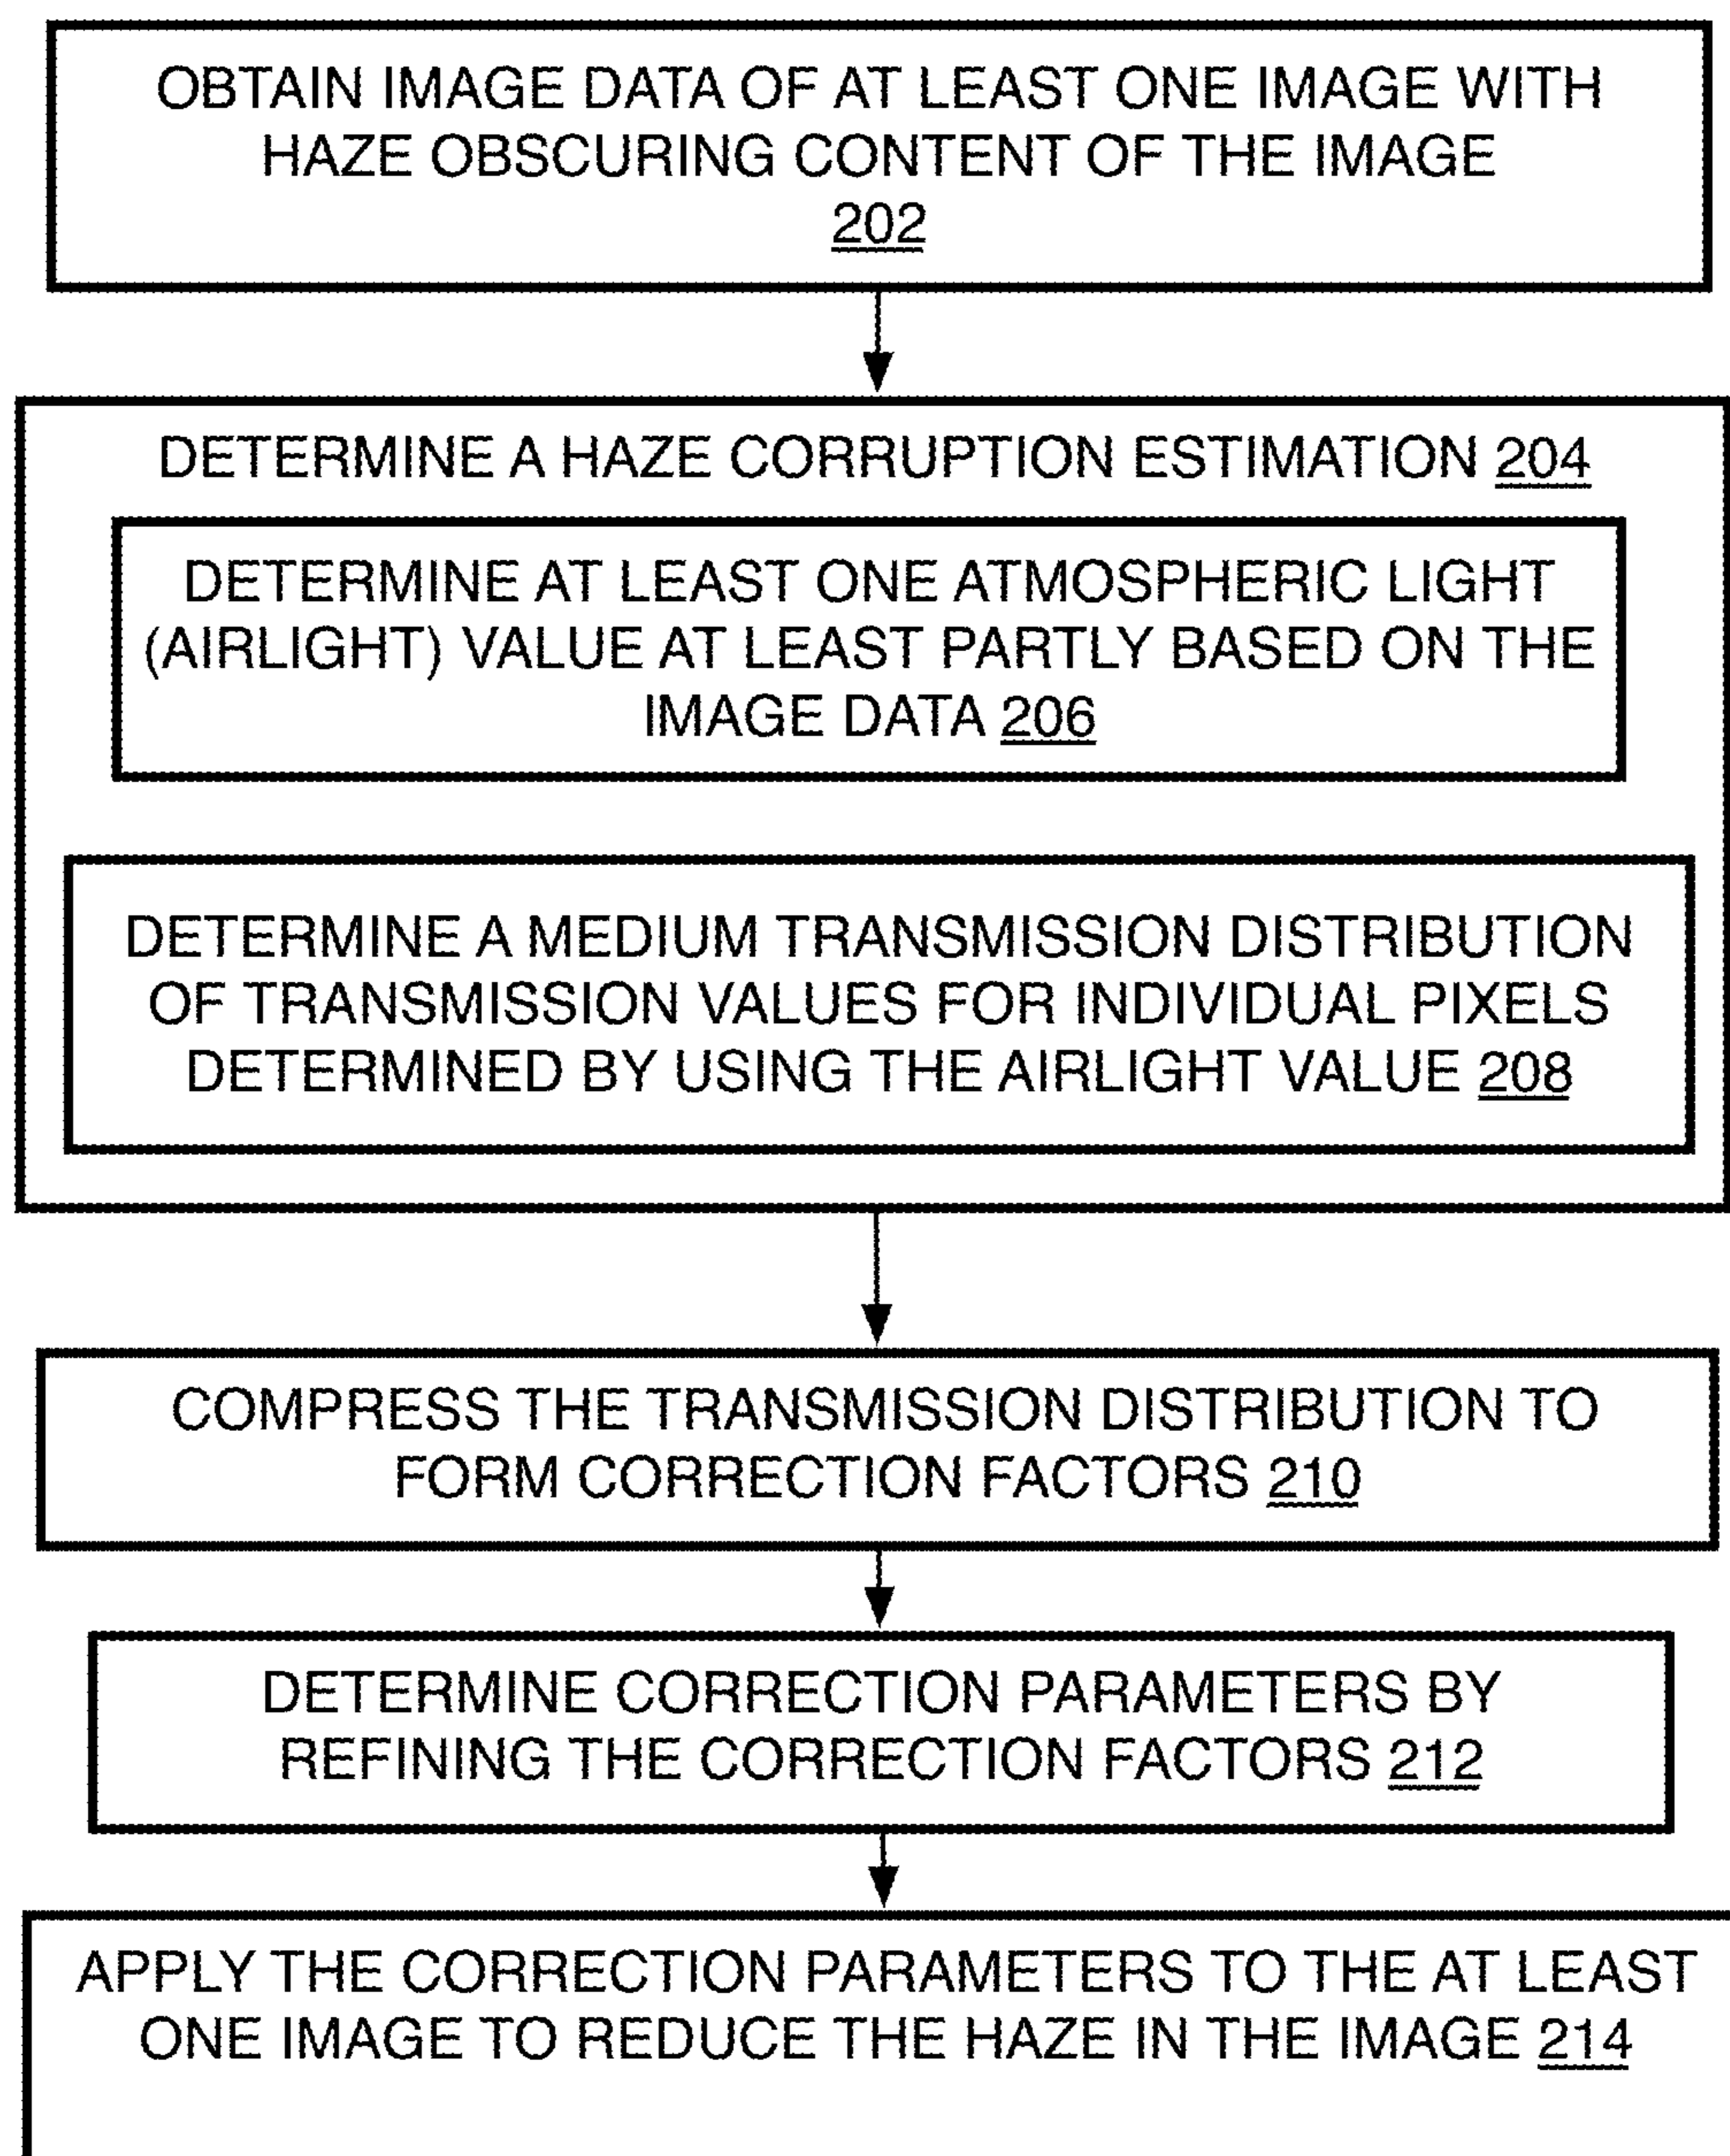 OBTAIN IMAGE DATA OF AT LEAST ONE IMAGE WITH
HAZE OBSCURING CONTENT OF THE IMAGE
202
DETERMINE A HAZE CORRUPTION ESTIMATION 204
DETERMINE AT LEAST ONE ATMOSPHERIC LIGHT
(AIRLIGHT) VALUE AT LEAST PARTLY BASED ON THE
IMAGE DATA 206
DETERMINE A MEDIUM TRANSMISSION DISTRIBUTION
OF TRANSMISSION VALUES FOR INDIVIDUAL PIXELS
DETERMINED BY USING THE AIRLIGHT VALUE 208
COMPRESS THE TRANSMISSION DISTRIBUTION TO
FORM CORRECTION FACTORS 210
DETERMINE CORRECTION PARAMETERS BY
REFINING THE CORRECTION FACTORS 212
APPLY THE CORRECTION PARAMETERS TO THE AT LEAST
ONE IMAGE TO REDUCE THE HAZE IN THE IMAGE 214